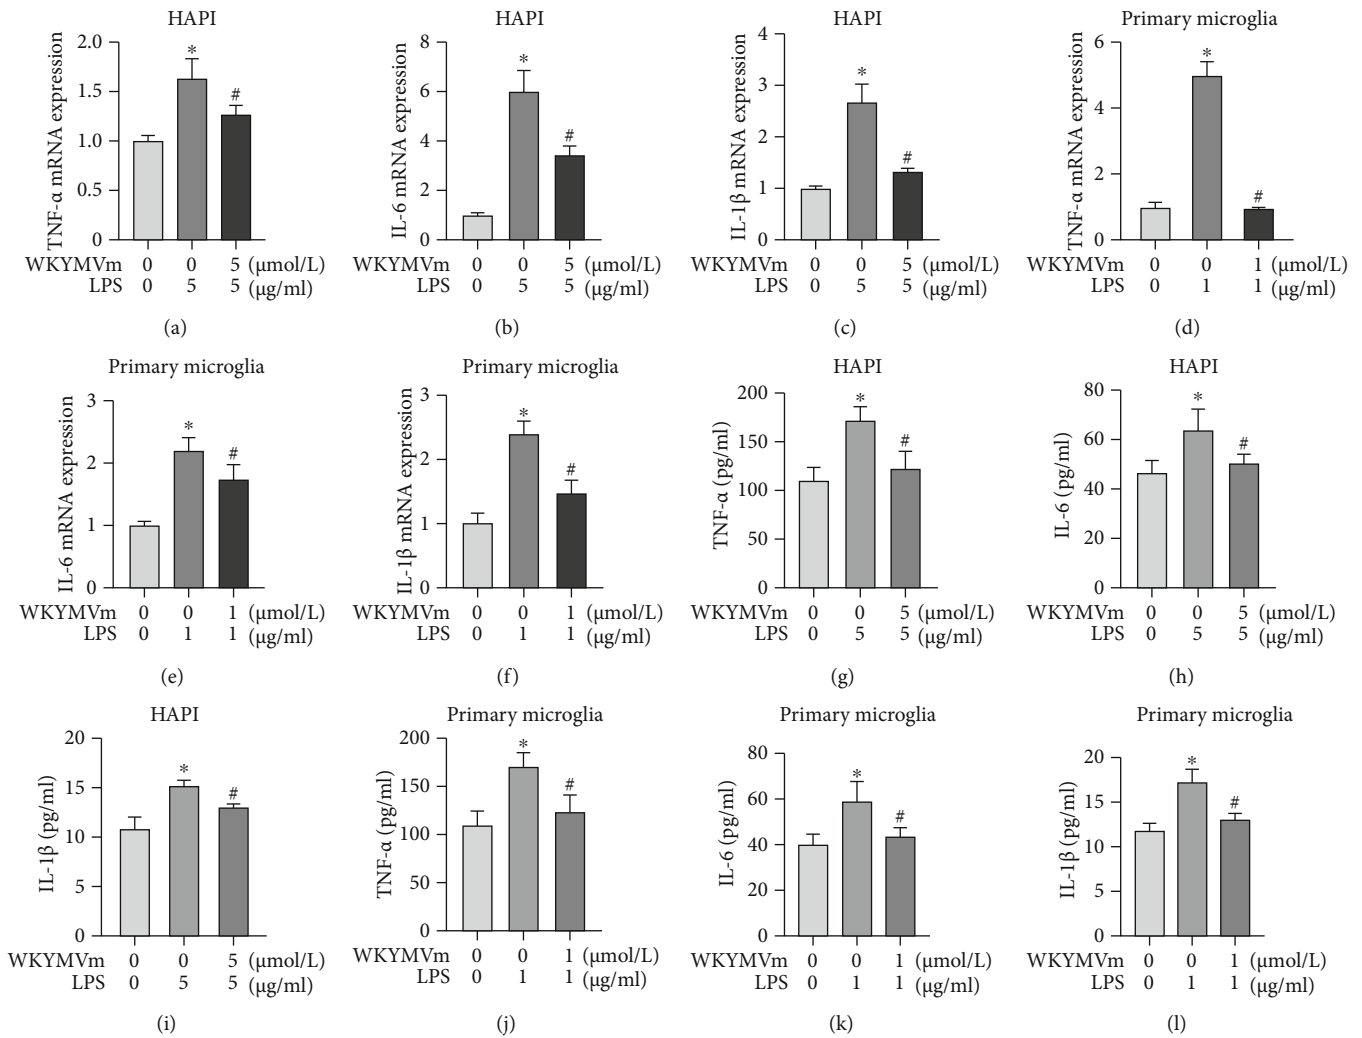 HAPI
TNF-α mRNA expression
2.0
1.5
1.0
0.5
0
*
#
WKYMVm 0 0 5 (μmol/L)
LPS 0 5 5 (μg/ml)
(a)
HAPI
IL-6 mRNA expression
8
6
4
2
0
*
#
0 0 5 (μmol/L)
0 5 5 (μg/ml)
(b)
HAPI
IL-1β mRNA expression
4
3
2
1
0
*
#
WKYMVm 0 0 5 (μmol/L)
LPS 0 5 5 (μg/ml)
(c)
Primary microglia
TNF-α mRNA expression
6
4
2
0
*
#
WKYMVm 0 0 1 (μmol/L)
LPS 0 1 1 (μg/ml)
(d)
Primary microglia
IL-6 mRNA expression
3
2
1
0
*
#
WKYMVm 0 0 1 (μmol/L)
LPS 0 1 1 (μg/ml)
(e)
Primary microglia
IL-1β mRNA expression
3
2
1
0
*
#
WKYMVm 0 0 1 (μmol/L)
LPS 0 1 1 (μg/ml)
(f)
HAPI
TNF-α (pg/ml)
200
150
100
50
0
*
#
WKYMVm 0 0 5 (μmol/L)
LPS 0 5 5 (μg/ml)
(g)
HAPI
IL-6 (pg/ml)
80
60
40
20
0
*
#
WKYMVm 0 0 5 (μmol/L)
LPS 0 5 5 (μg/ml)
(h)
HAPI
IL-1β (pg/ml)
20
15
10
5
0
*
#
WKYMVm 0 0 5 (μmol/L)
LPS 0 5 5 (μg/ml)
(i)
Primary microglia
TNF-α (pg/ml)
200
150
100
50
0
*
#
WKYMVm 0 0 1 (μmol/L)
LPS 0 1 1 (μg/ml)
(j)
Primary microglia
IL-6 (pg/ml)
80
60
40
20
0
*
#
WKYMVm 0 0 1 (μmol/L)
LPS 0 1 1 (μg/ml)
(k)
Primary microglia
IL-1β (pg/ml)
20
15
10
5
0
*
#
WKYMVm 0 0 1 (μmol/L)
LPS 0 1 1 (μg/ml)
(l)